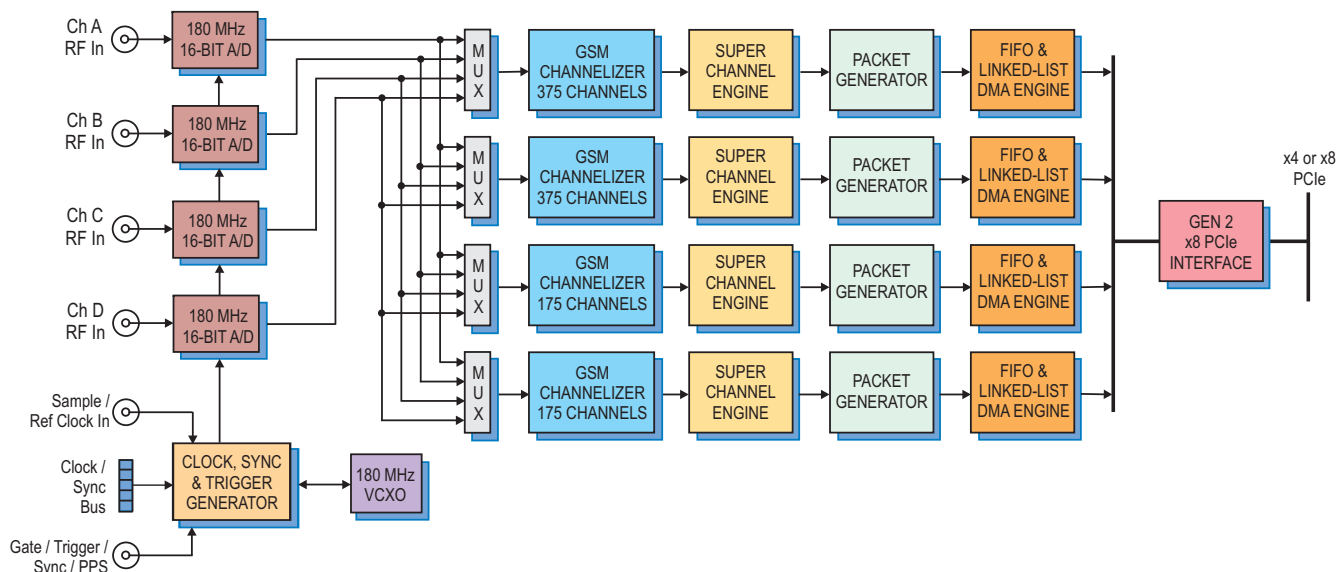 Ch A
RF In
180 MHz
16-BIT A/D
M
U
X
GSM
CHANNELIZER
375 CHANNELS
SUPER
CHANNEL
ENGINE
PACKET
GENERATOR
FIFO &
LINKED-LIST
DMA ENGINE
Ch B
RF In
180 MHz
16-BIT A/D
M
U
X
GSM
CHANNELIZER
375 CHANNELS
SUPER
CHANNEL
ENGINE
PACKET
GENERATOR
FIFO &
LINKED-LIST
DMA ENGINE
x4 or x8
PCIe
Ch C
RF In
180 MHz
16-BIT A/D
GEN 2
x8 PCIe
INTERFACE
M
U
X
GSM
CHANNELIZER
175 CHANNELS
SUPER
CHANNEL
ENGINE
PACKET
GENERATOR
FIFO &
LINKED-LIST
DMA ENGINE
Ch D
RF In
180 MHz
16-BIT A/D
M
U
X
GSM
CHANNELIZER
175 CHANNELS
SUPER
CHANNEL
ENGINE
PACKET
GENERATOR
FIFO &
LINKED-LIST
DMA ENGINE
Sample /
Ref Clock In
Clock /
Sync
Bus
CLOCK, SYNC
& TRIGGER
GENERATOR
180 MHz
VCXO
Gate / Trigger /
Sync / PPS